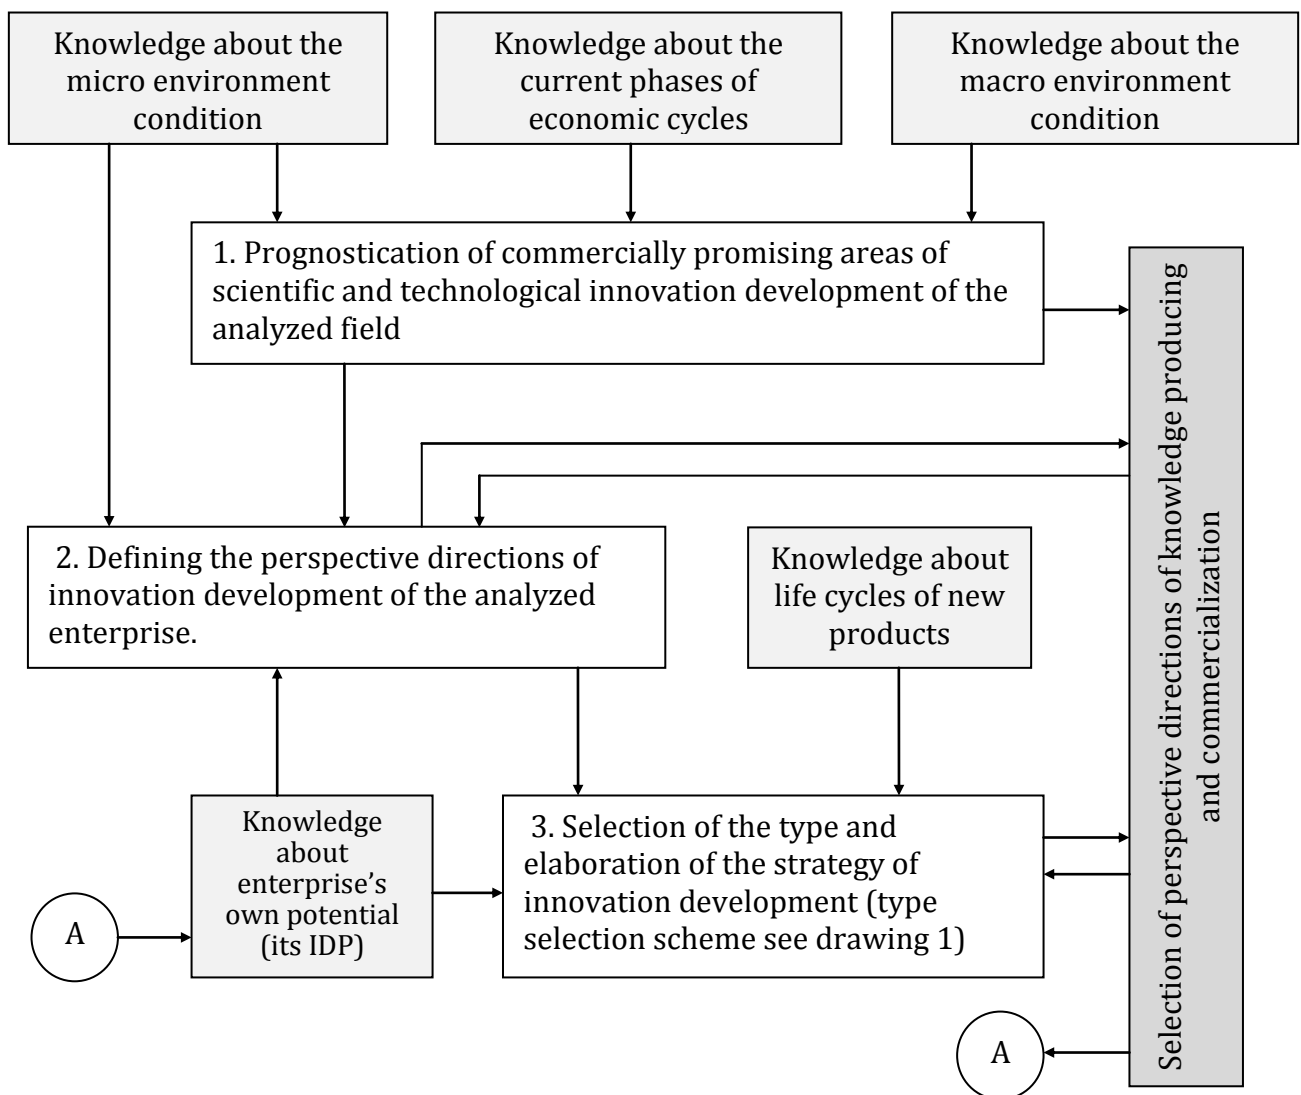 Knowledge about the
micro environment
condition
Knowledge about the
current phases of
economic cycles
Knowledge about the
macro environment
condition
1. Prognostication of commercially promising areas of
scientific and technological innovation development of the
analyzed field
Selection of perspective directions of knowledge producing
and commercialization
2. Defining the perspective directions of
innovation development of the analyzed
enterprise.
Knowledge about
life cycles of new
products
Knowledge
about
enterprise’s
own potential
(its IDP)
3. Selection of the type and
elaboration of the strategy of
innovation development (type
selection scheme see drawing 1)
A
A